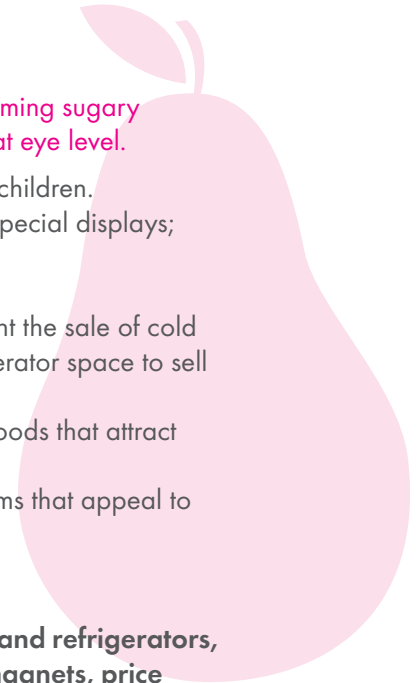 ming sugary
at eye level.
children.
pecial displays;
nt the sale of cold
erator space to sell
oods that attract
ms that appeal to
and refrigerators,
nagnets, price